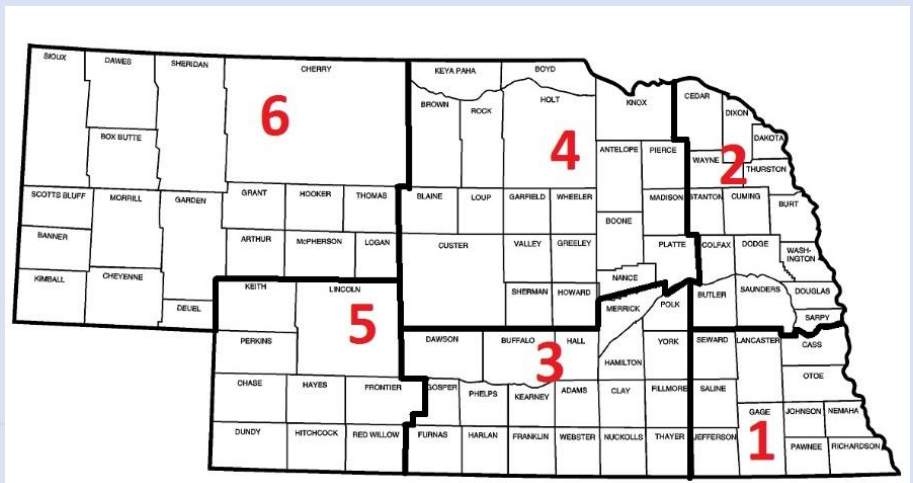 SIOUX
DAWES
SHERIDAN
CHERRY
KEYA PAHA
BOYD
BROWN
ROCK
HOLT
KNOX
CEDAR
DIXON
DAKOTA
6
4
2
BOX BUTTE
ANTELOPE
PIERCE
WAYNE
THURSTON
SCOTTS BLUFF
MORRILL
GARDEN
GRANT
HOOKER
THOMAS
BLAINE
LOUP
GARFIELD
WHEELER
MADISON
STANTON
CUMING
BURT
BOONE
BANNER
ARTHUR
McPHERSON
LOGAN
CUSTER
VALLEY
GREELEY
PLATTE
COLFAX
DODGE
WASH-
INGTON
KIMBALL
CHEYENNE
DEUEL
NANCE
KEITH
LINCOLN
SHERMAN
HOWARD
MERRICK
POLK
BUTLER
SAUNDERS
DOUGLAS
SARPY
5
PERKINS
DAWSON
BUFFALO
HALL
3
HAMILTON
YORK
SEWARD
LANCASTER
CASS
OTOE
CHASE
HAYES
FRONTIER
GOSPER
PHELPS
KEARNEY
ADAMS
CLAY
FILLMORE
SALINE
GAGE
JOHNSON
NEMAHA
1
DUNDY
HITCHCOCK
RED WILLOW
FURNAS
HARLAN
FRANKLIN
WEBSTER
NUCKOLLS
THAYER
JEFFERSON
PAWNEE
RICHARDSON